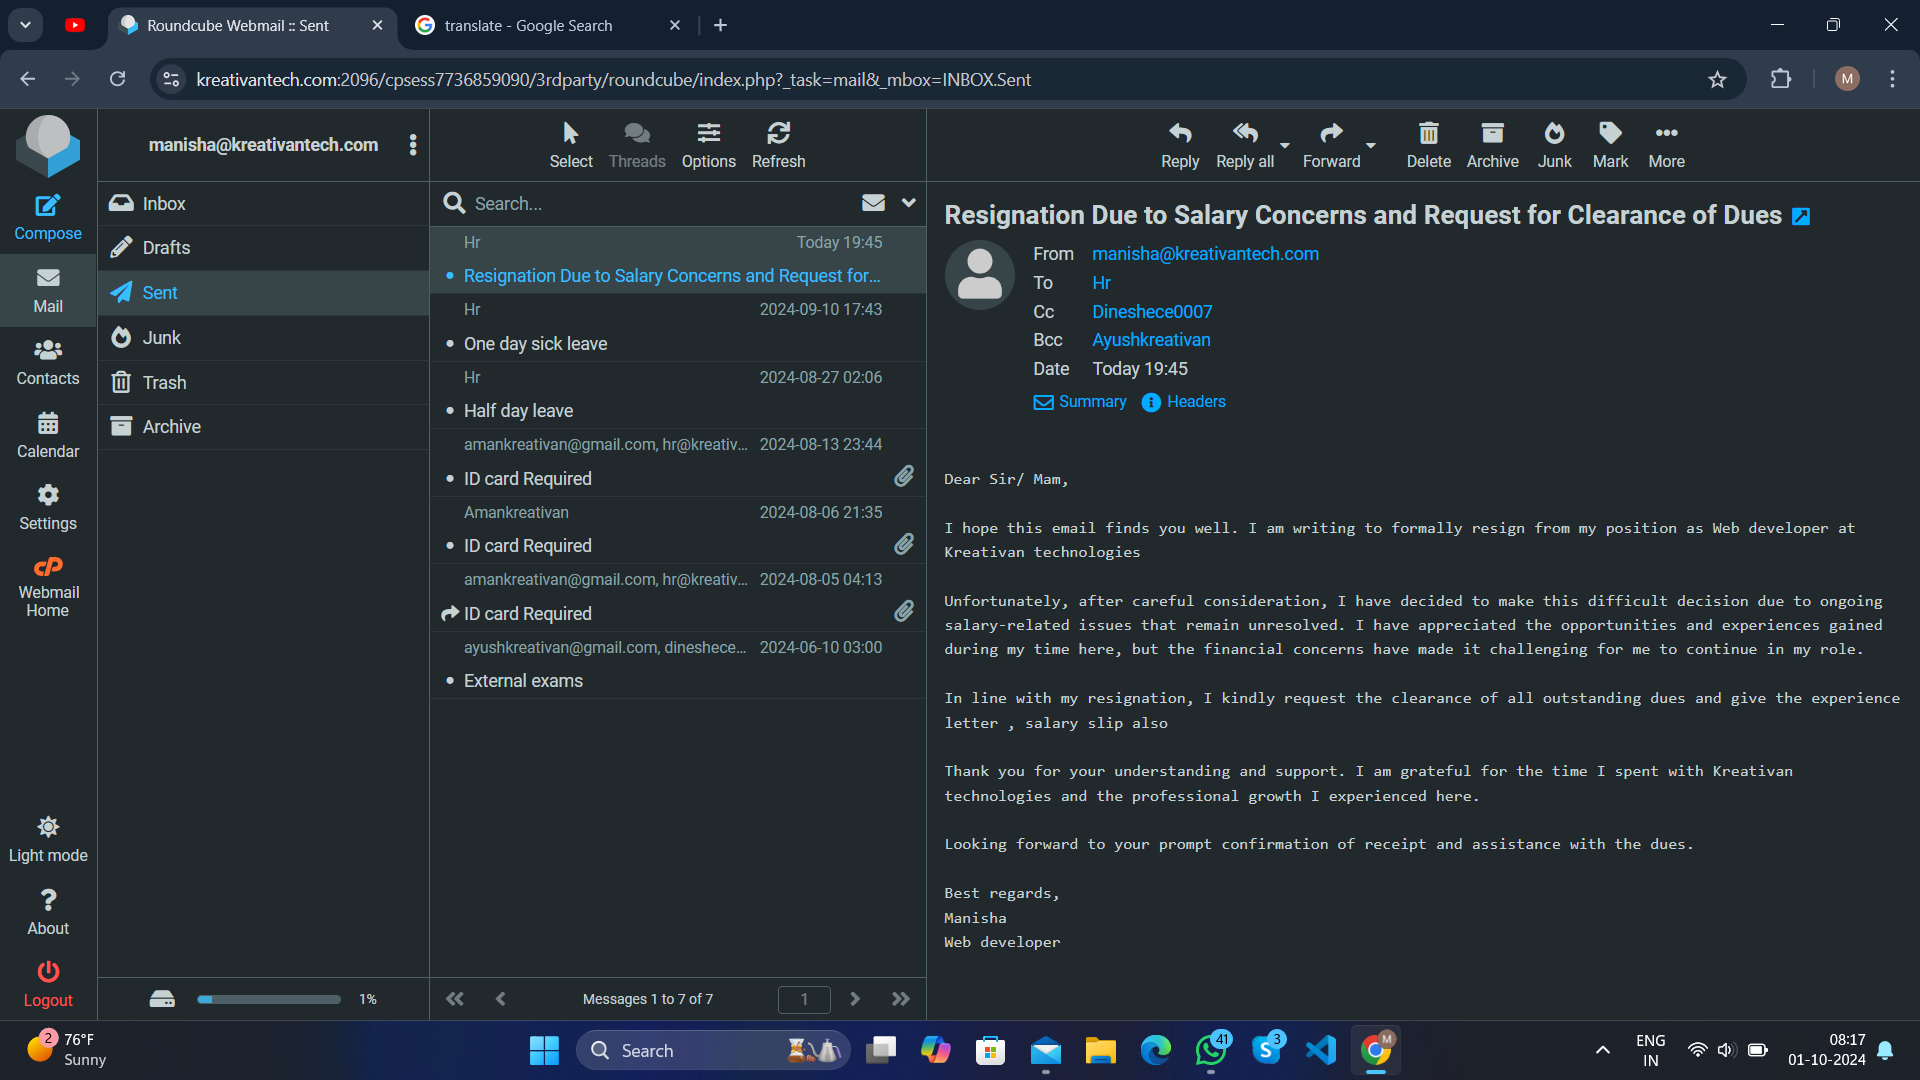 Roundcube Webmail :: Sent
translate - Google Search
kreativantech.com:2096/cpsess7736859090/3rdparty/roundcube/index.php?_task=mail&_mbox=INBOX.Sent
M
manisha@kreativantech.com
Compose
Mail
Contacts
Calendar
Settings
Webmail
Home
Light mode
About
Logout
Inbox
Drafts
Sent
Junk
Trash
Archive
1%
Select
Threads
Options
Refresh
Search...
Hr Today 19:45
Resignation Due to Salary Concerns and Request for...
Hr 2024-09-10 17:43
One day sick leave
Hr 2024-08-27 02:06
Half day leave
amankreativan@gmail.com, hr@kreativ... 2024-08-13 23:44
ID card Required
Amankreativan 2024-08-06 21:35
ID card Required
amankreativan@gmail.com, hr@kreativ... 2024-08-05 04:13
ID card Required
ayushkreativan@gmail.com, dineshece... 2024-06-10 03:00
External exams
Messages 1 to 7 of 7
1
Reply
Reply all
Forward
Delete
Archive
Junk
Mark
More
Resignation Due to Salary Concerns and Request for Clearance of Dues
From manisha@kreativantech.com
To Hr
Cc Dineshece0007
Bcc Ayushkreativan
Date Today 19:45
Summary Headers
Dear Sir/ Mam,
I hope this email finds you well. I am writing to formally resign from my position as Web developer at
Kreativan technologies
Unfortunately, after careful consideration, I have decided to make this difficult decision due to ongoing
salary-related issues that remain unresolved. I have appreciated the opportunities and experiences gained
during my time here, but the financial concerns have made it challenging for me to continue in my role.
In line with my resignation, I kindly request the clearance of all outstanding dues and give the experience
letter , salary slip also
Thank you for your understanding and support. I am grateful for the time I spent with Kreativan
technologies and the professional growth I experienced here.
Looking forward to your prompt confirmation of receipt and assistance with the dues.
Best regards,
Manisha
Web developer
2
76°F
Sunny
Search
41
3
M
ENG
IN
08:17
01-10-2024